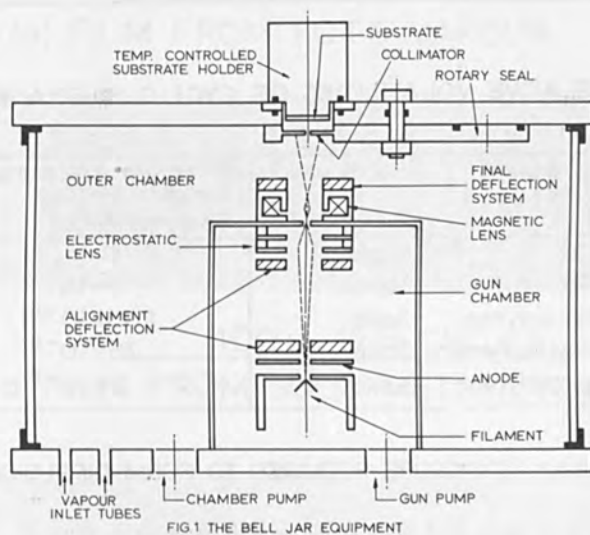 SUBSTRATE
TEMP. CONTROLLED
SUBSTRATE HOLDER
COLLIMATOR
ROTARY SEAL
OUTER CHAMBER
FINAL
DEFLECTION
SYSTEM
MAGNETIC
LENS
ELECTROSTATIC
LENS
GUN
CHAMBER
ALIGNMENT
DEFLECTION
SYSTEM
ANODE
FILAMENT
VAPOUR
INLET TUBES
CHAMBER PUMP
GUN PUMP
FIG.1 THE BELL JAR EQUIPMENT